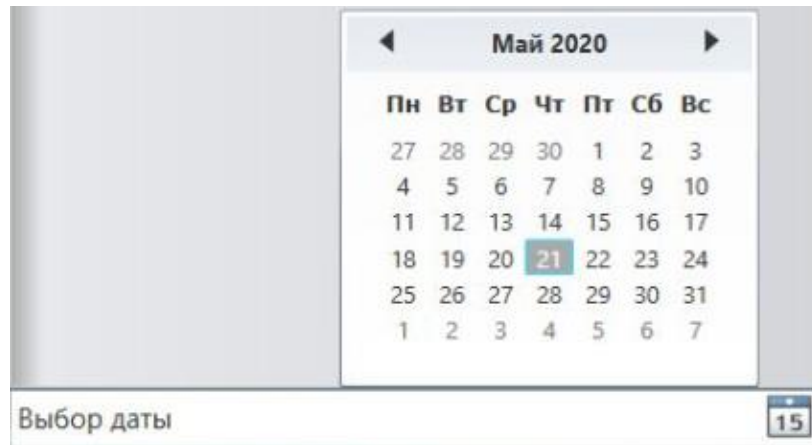 Май 2020
Пн Вт Ср Чт Пт Сб Вс
27 28 29 30 1 2 3
4 5 6 7 8 9 10
11 12 13 14 15 16 17
18 19 20 21 22 23 24
25 26 27 28 29 30 31
1 2 3 4 5 6 7
Выбор даты 15